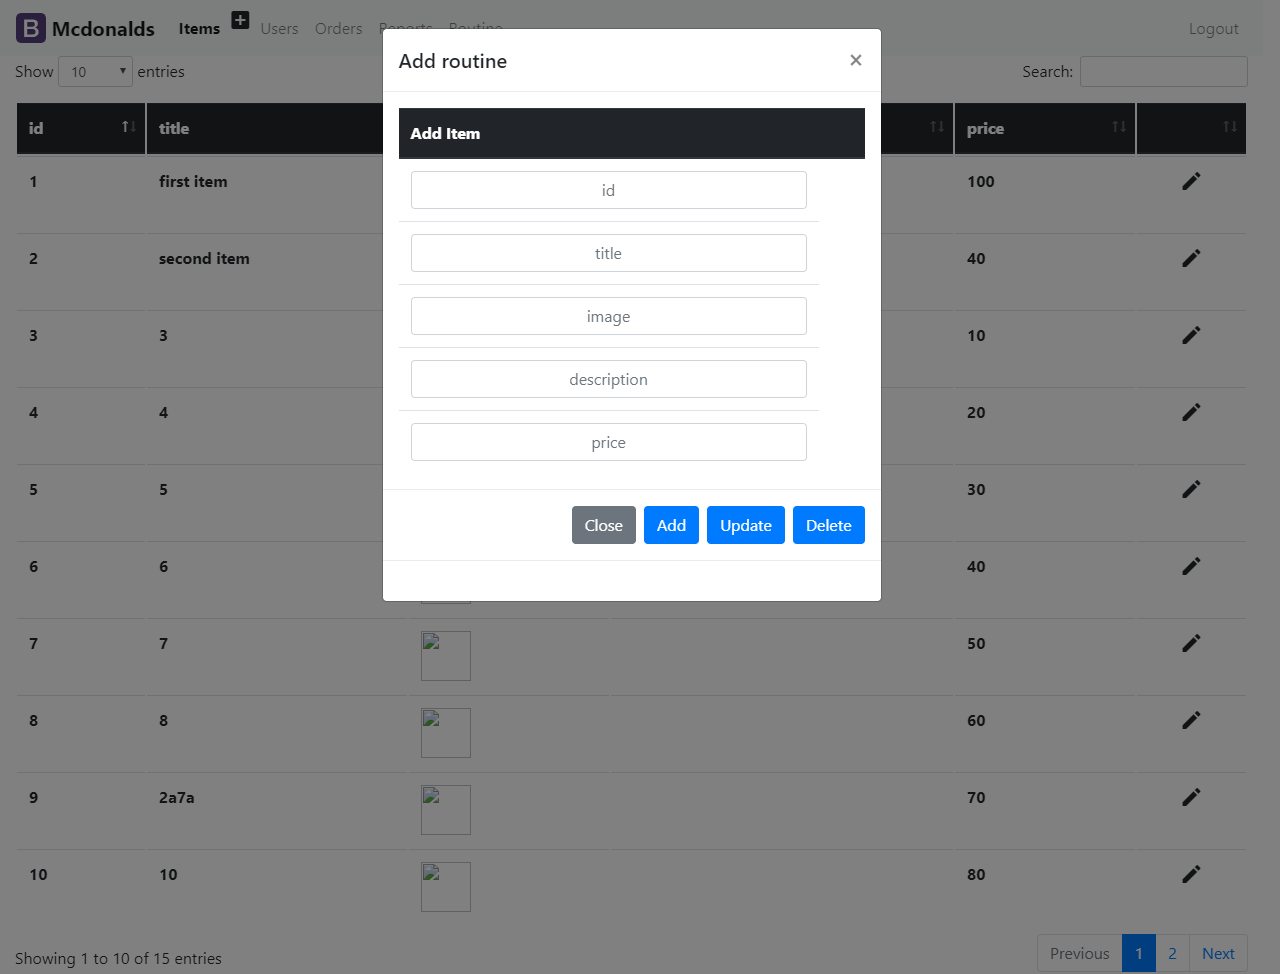 B Mcdonalds Items Users Orders Reports Routine Logout
Add routine ×
Show 10 entries Search:
id title price
Add Item
1 first item 100
id
2 second item 40
title
3 3 10
image
4 4 20
description
5 5 30
price
Close Add Update Delete
6 6 40
7 7 50
8 8 60
9 2a7a 70
10 10 80
Showing 1 to 10 of 15 entries
Previous 1 2 Next